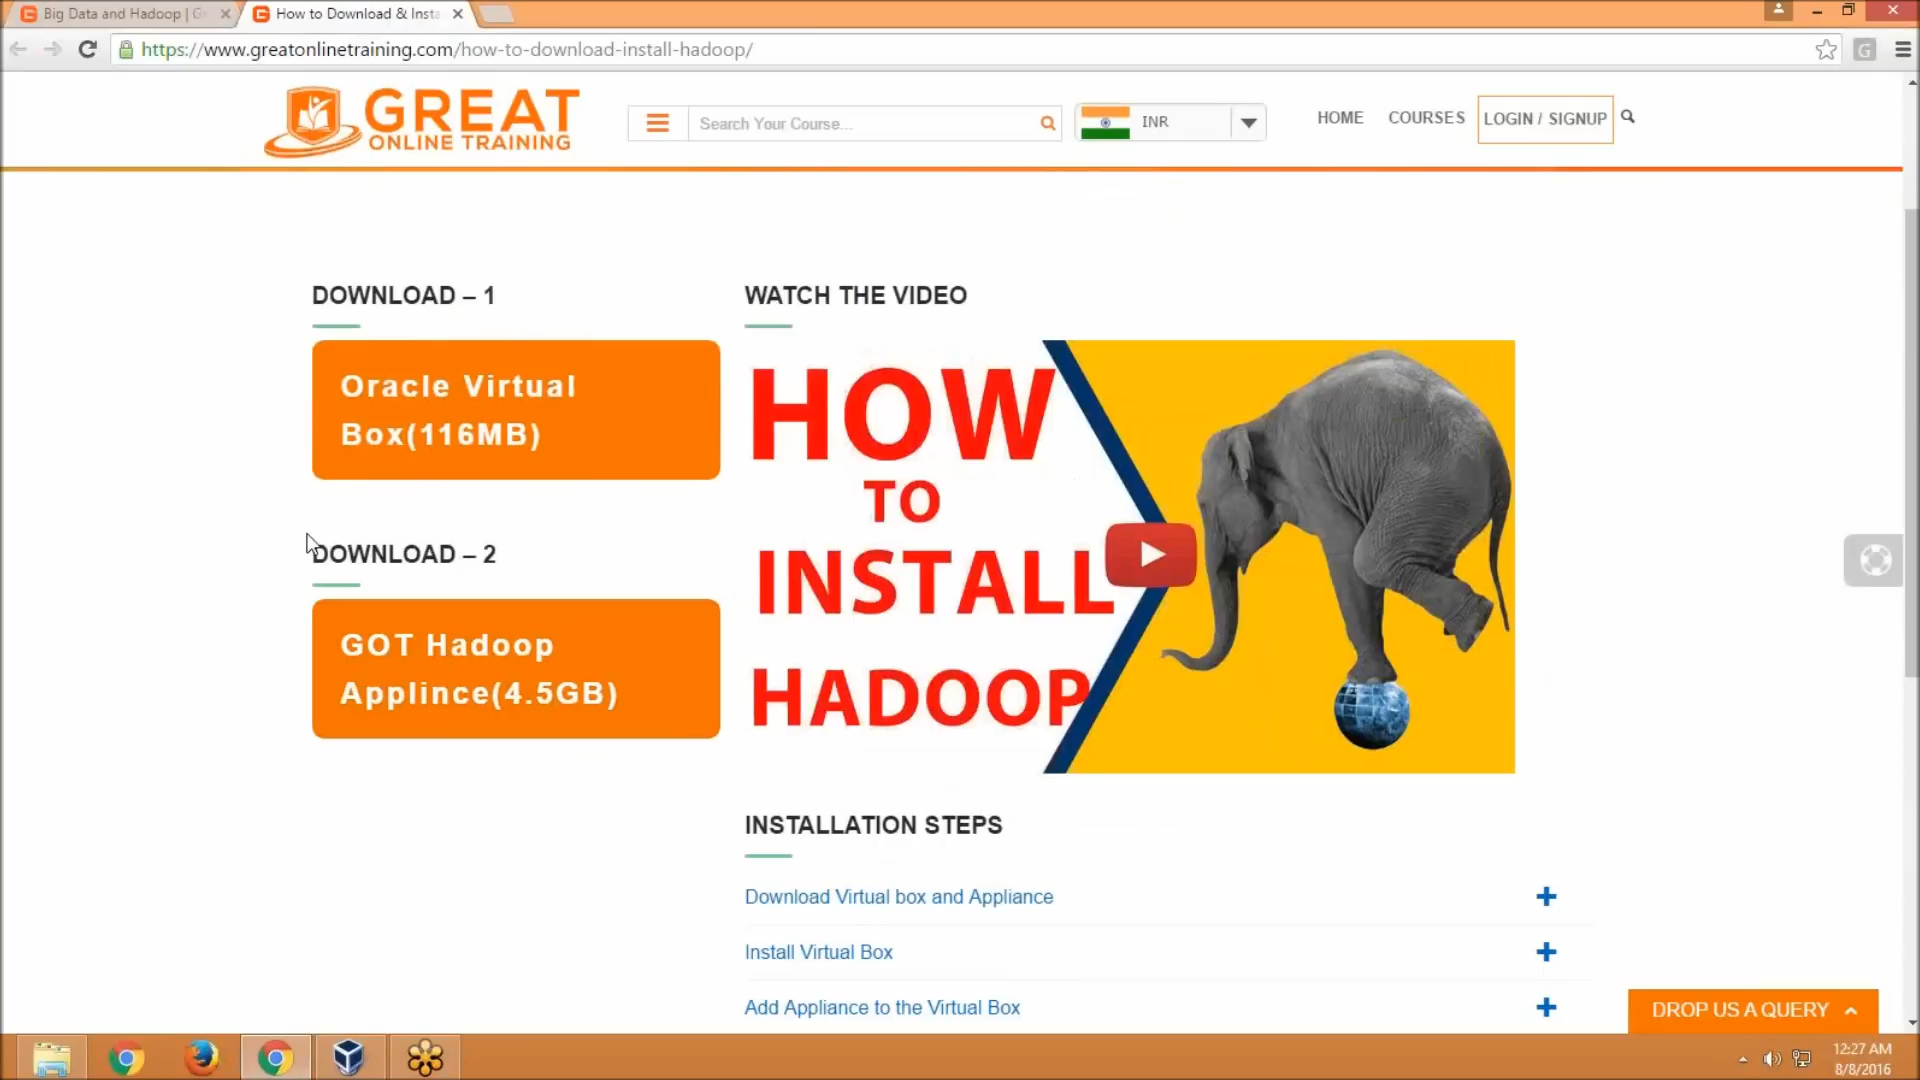 Big Data and Hadoop | G
How to Download & Insta
https://www.greatonlinetraining.com/how-to-download-install-hadoop/
GREAT
ONLINE TRAINING
Search Your Course...
INR
HOME
COURSES
LOGIN / SIGNUP
DOWNLOAD – 1
Oracle Virtual
Box(116MB)
DOWNLOAD – 2
GOT Hadoop
Applince(4.5GB)
WATCH THE VIDEO
HOW
TO
INSTALL
HADOOP
INSTALLATION STEPS
Download Virtual box and Appliance
Install Virtual Box
Add Appliance to the Virtual Box
DROP US A QUERY
12:27 AM
8/8/2016